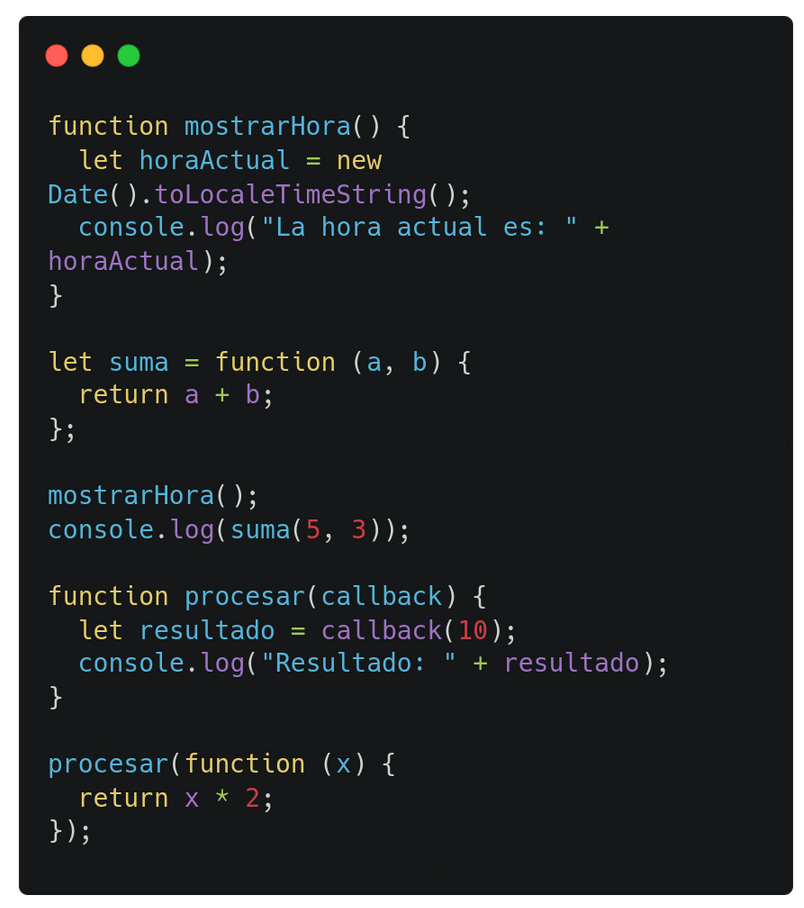 function mostrarHora() {
  let horaActual = new
Date().toLocaleTimeString();
  console.log("La hora actual es: " +
horaActual);
}

let suma = function (a, b) {
  return a + b;
};

mostrarHora();
console.log(suma(5, 3));

function procesar(callback) {
  let resultado = callback(10);
  console.log("Resultado: " + resultado);
}

procesar(function (x) {
  return x * 2;
});